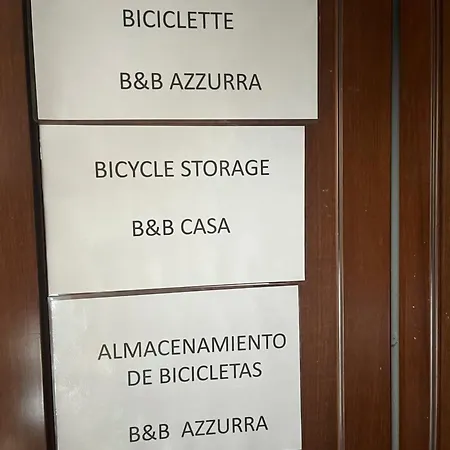 BICICLETTE
B&B AZZURRA
BICYCLE STORAGE
B&B CASA
ALMACENAMIENTO
DE BICICLETAS
B&B AZZURRA